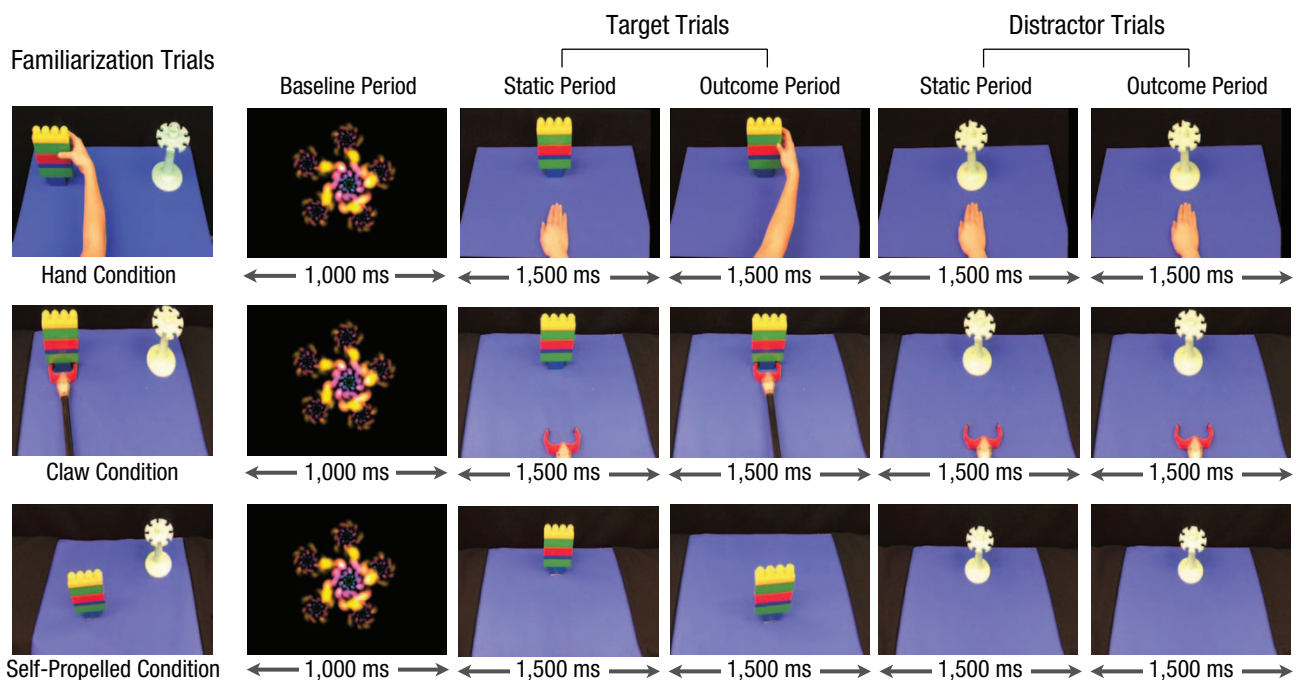 Target Trials
Distractor Trials
Familiarization Trials
Baseline Period
Static Period
Outcome Period
Static Period
Outcome Period
Hand Condition
1,000 ms
1,500 ms
1,500 ms
1,500 ms
1,500 ms
Claw Condition
1,000 ms
1,500 ms
1,500 ms
1,500 ms
1,500 ms
Self-Propelled Condition
1,000 ms
1,500 ms
1,500 ms
1,500 ms
1,500 ms